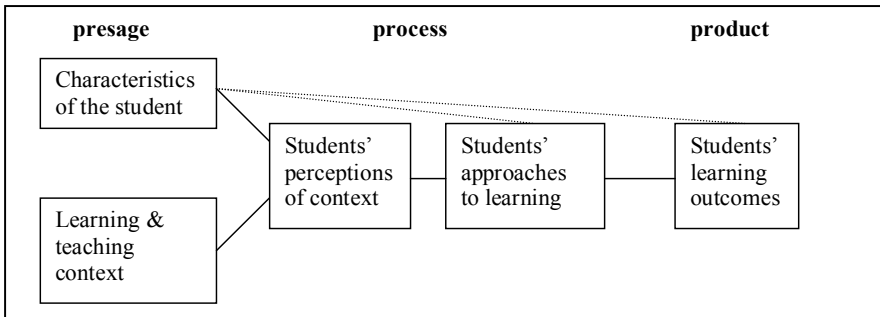 presage process product
Characteristics
of the student
Students'
perceptions
of context
Students'
approaches
to learning
Students'
learning
outcomes
Learning &
teaching
context